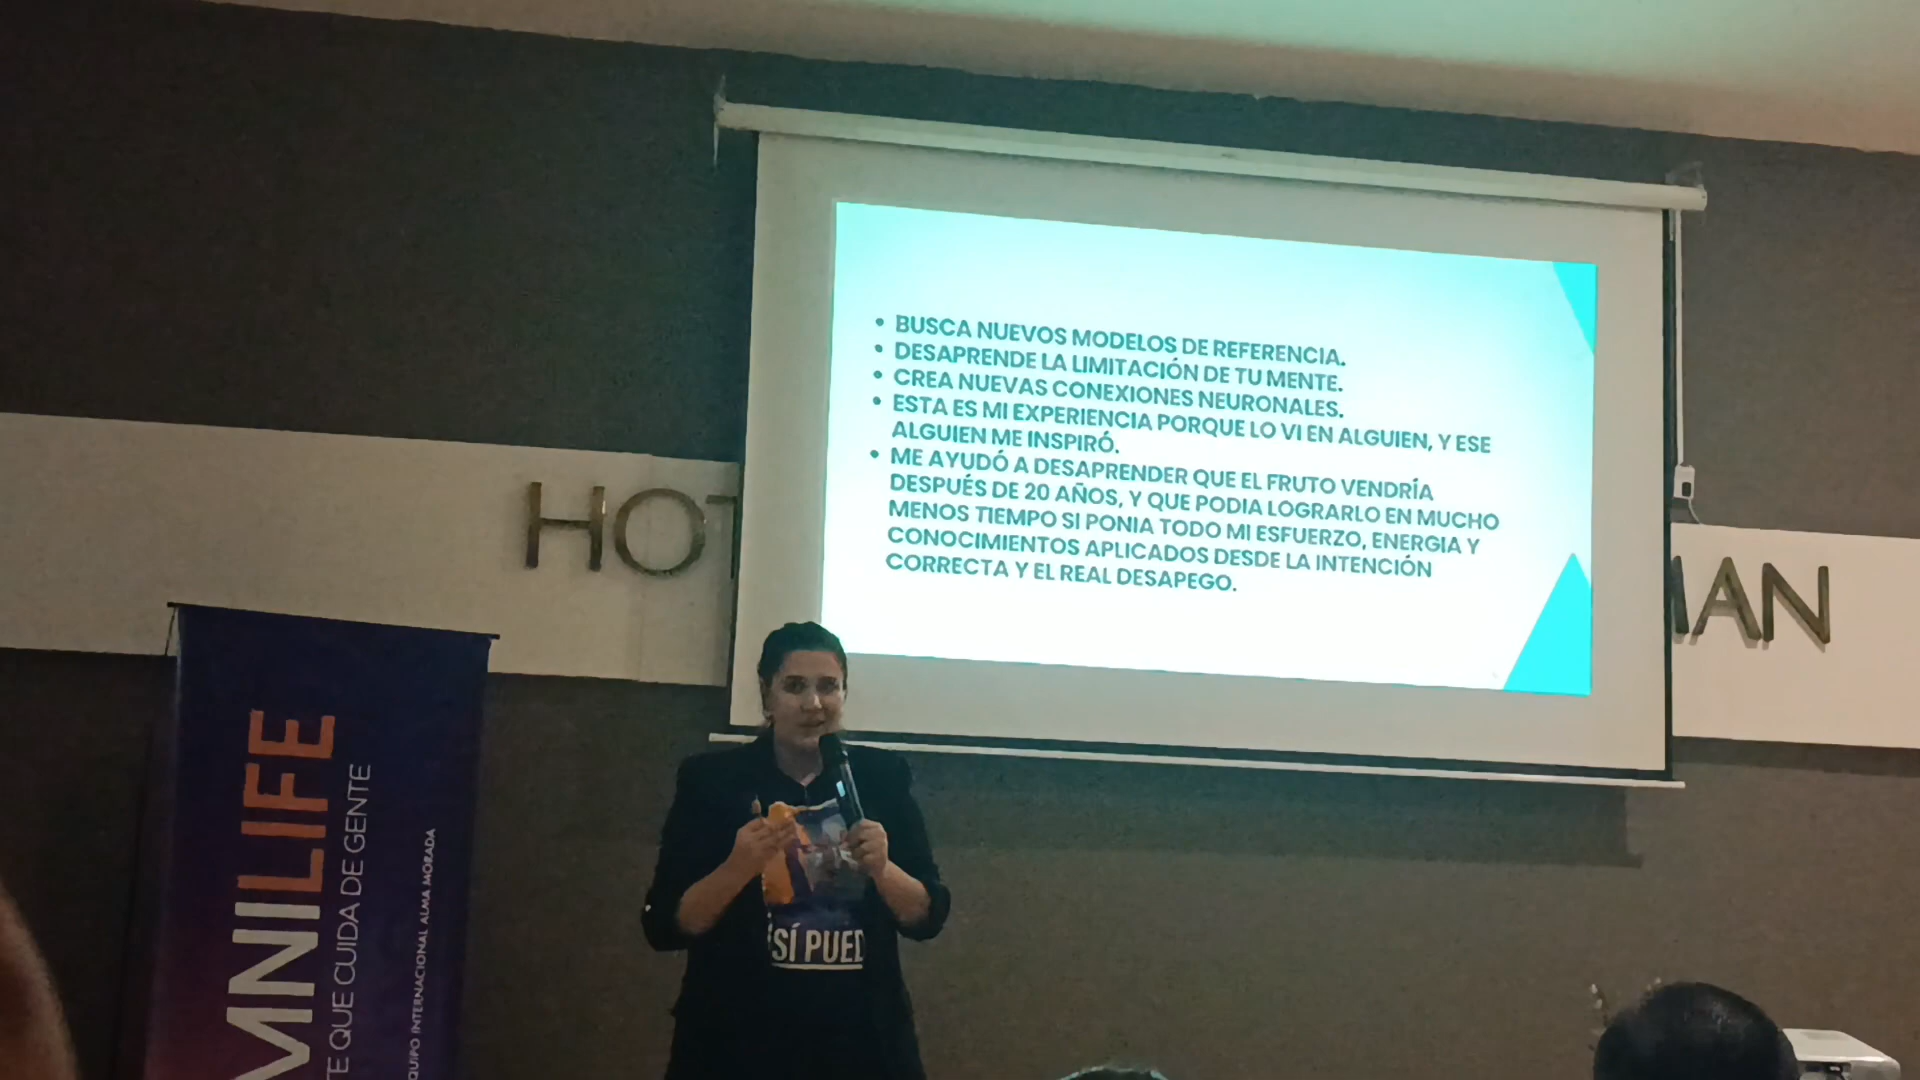 • BUSCA NUEVOS MODELOS DE REFERENCIA.
• DESAPRENDE LA LIMITACIÓN DE TU MENTE.
• CREA NUEVAS CONEXIONES NEURONALES.
• ESTA ES MI EXPERIENCIA PORQUE LO VI EN ALGUIEN, Y ESE
ALGUIEN ME INSPIRÓ.
• ME AYUDÓ A DESAPRENDER QUE EL FRUTO VENDRÍA
DESPUÉS DE 20 AÑOS, Y QUE PODIA LOGRARLO EN MUCHO
MENOS TIEMPO SI PONIA TODO MI ESFUERZO, ENERGIA Y
CONOCIMIENTOS APLICADOS DESDE LA INTENCIÓN
CORRECTA Y EL REAL DESAPEGO.
HOT
MAN
MNILIFE
TE QUE CUIDA DE GENTE
QUIPO INTERNACIONAL ALMA MORADA
¡SÍ PUED